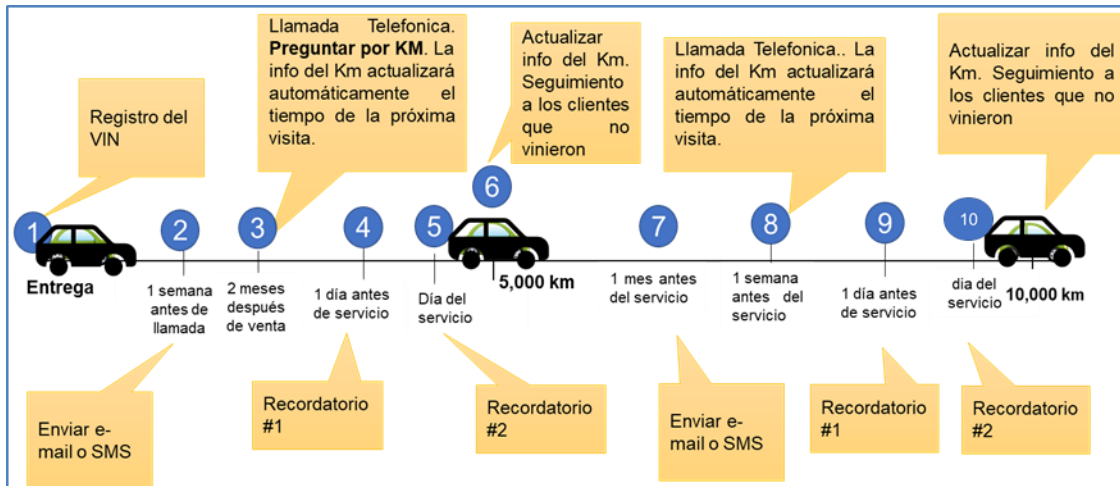 Registro del
VIN
Llamada Telefonica.
Preguntar por KM. La
info del Km actualizará
automáticamente el
tiempo de la próxima
visita.
Actualizar info
del Km.
Seguimiento a
a los clientes
que no
vinieron
Llamada Telefonica.. La
info del Km actualizará
automáticamente el
tiempo de la próxima
visita.
Actualizar info del
Km. Seguimiento a
los clientes que no
vinieron
1
2
3
4
5
6
7
8
9
10
Entrega
1 semana
antes de
llamada
2 meses
después
de venta
1 día antes
de servicio
Día del
servicio
5,000 km
1 mes antes
del servicio
1 semana
antes del
servicio
1 día antes
de servicio
dia del
servicio
10,000 km
Enviar e-
mail o SMS
Recordatorio
#1
Recordatorio
#2
Enviar e-
mail o SMS
Recordatorio
#1
Recordatorio
#2